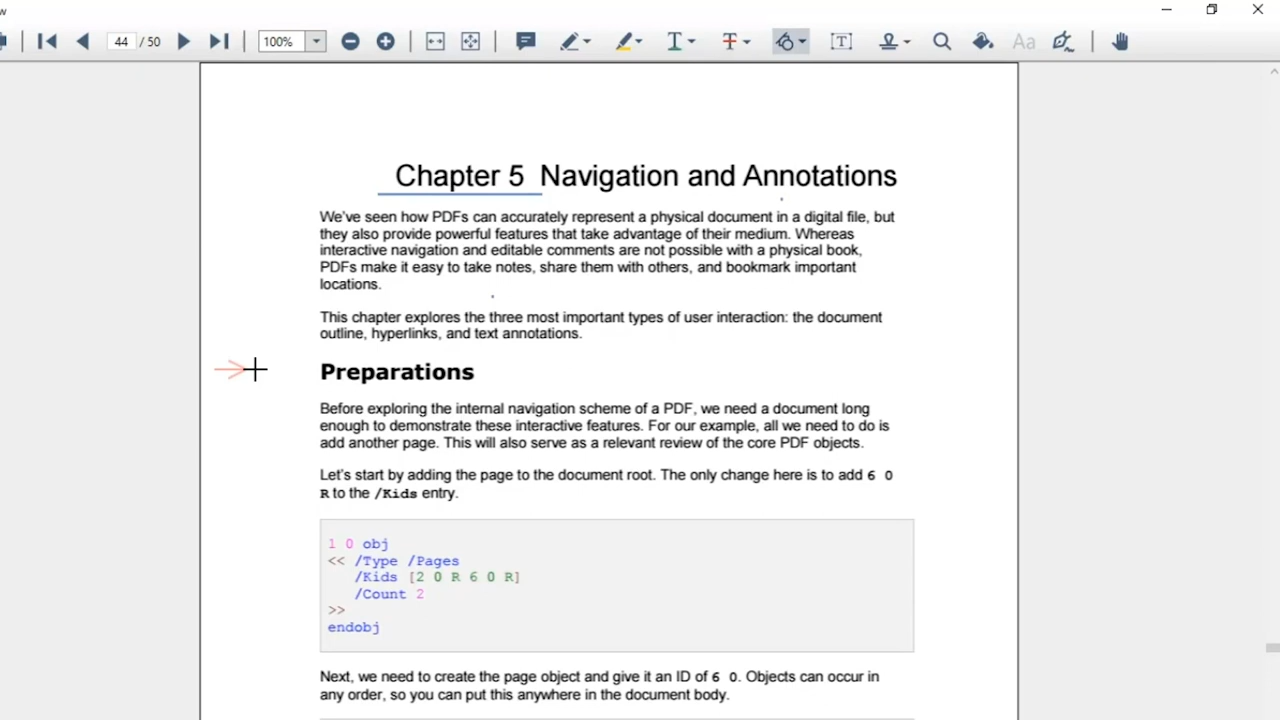 w
44 / 50
100%
T
T
T
Aa
Chapter 5 Navigation and Annotations
We've seen how PDFs can accurately represent a physical document in a digital file, but
they also provide powerful features that take advantage of their medium. Whereas
interactive navigation and editable comments are not possible with a physical book,
PDFs make it easy to take notes, share them with others, and bookmark important
locations.
This chapter explores the three most important types of user interaction: the document
outline, hyperlinks, and text annotations.
Preparations
Before exploring the internal navigation scheme of a PDF, we need a document long
enough to demonstrate these interactive features. For our example, all we need to do is
add another page. This will also serve as a relevant review of the core PDF objects.
Let's start by adding the page to the document root. The only change here is to add 6 0
R to the /Kids entry.
1 0 obj
<< /Type /Pages
/Kids [2 0 R 6 0 R]
/Count 2
>>
endobj
Next, we need to create the page object and give it an ID of 6 0. Objects can occur in
any order, so you can put this anywhere in the document body.